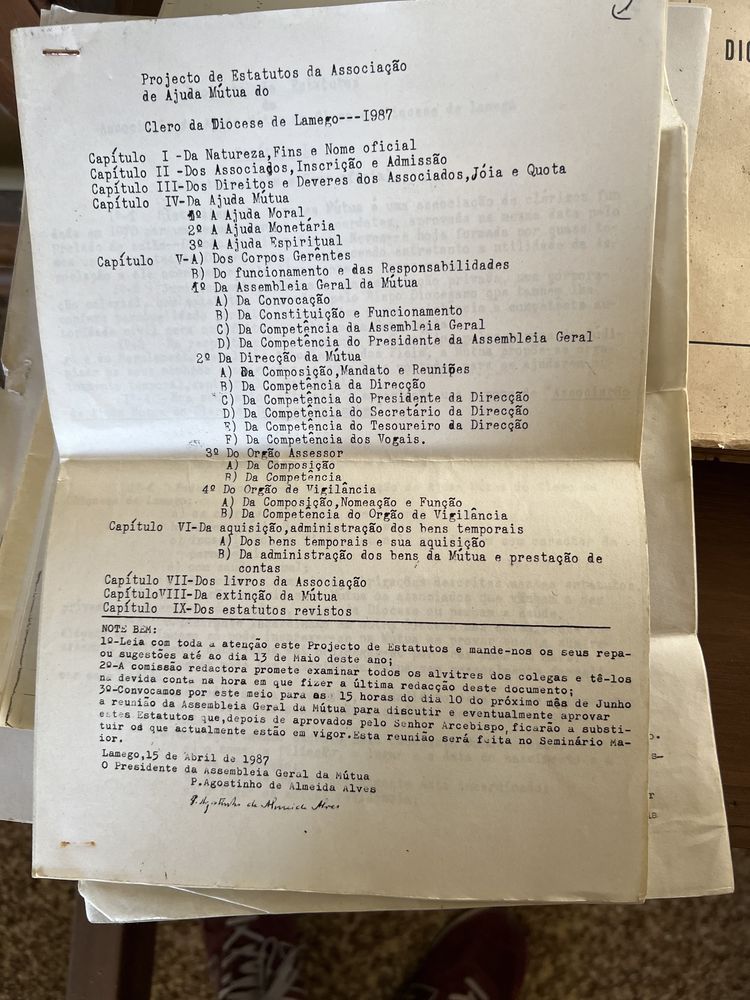 Projecto de Estatutos da Associação
de Ajuda Mútua do
Clero da Diocese de Lamego---I987
Capítulo I -Da Natureza,Fins e Nome oficial
Capítulo II -Dos Associados,Inscrição e Admissão
Capítulo III-Dos Direitos e Deveres dos Associados,Jóia e Quota
Capítulo IV-Da Ajuda Mútua
1º A Ajuda Moral
2º A Ajuda Monetária
3º A Ajuda Espiritual
Capítulo V-A) Dos Corpos Gerêntes
B) Do funcionamento e das Responsabilidades
1º Da Assembleia Geral da Mútua
A) Da Convocação
B) Da Constituição e Funcionamento
C) Da Competência da Assembleia Geral
D) Da Competência do Presidente da Assembleia Geral
2º Da Direcção da Mútua
A) Da Composição,Mandato e Reuniões
B) Da Competência da Direcção
C) Da Competência do Presidente da Direcção
D) Da Competência do Secretário da Direcção
E) Da Competência do Tesoureiro da Direcção
F) Da Competência dos Vogais.
3º Do Orgão Assessor
A) Da Composição
B) Da Competência
4º Do Orgão de Vigilância
A) Da Composição,Nomeação e Função
B) Da Competência do Orgão de Vigilância
Capítulo VI-Da aquisição,administração dos bens temporais
A) Dos bens temporais e sua aquisição
B) Da administração dos bens da Mútua e prestação de
contas
Capítulo VII-Dos livros da Associação
CapítuloVIII-Da extinção da Mútua
Capítulo IX-Dos estatutos revistos
NOTE BEM:
1º-Leia com toda a atenção este Projecto de Estatutos e mande-nos os seus repa-
ou sugestões até ao dia 13 de Maio deste ano;
2º-A comissão redactora promete examinar todos os alvitres dos colegas e tê-los
na devida conta na hora em que fizer a última redacção deste documento;
3º-Convocamos por este meio para as 15 horas do dia 10 do próximo mês de Junho
a reunião da Assembleia Geral da Mútua para discutir e eventualmente aprovar
estes Estatutos que,depois de aprovados pelo Senhor Arcebispo,ficarão a substi-
tuir os que actualmente estão em vigor.Esta reunião será feita no Seminário Ma-
ior.
Lamego,15 de Abril de 1987
O Presidente da Assembleia Geral da Mútua
P.Agostinho de Almeida Alves
P. Agostinho de Almeida Alves
DIO